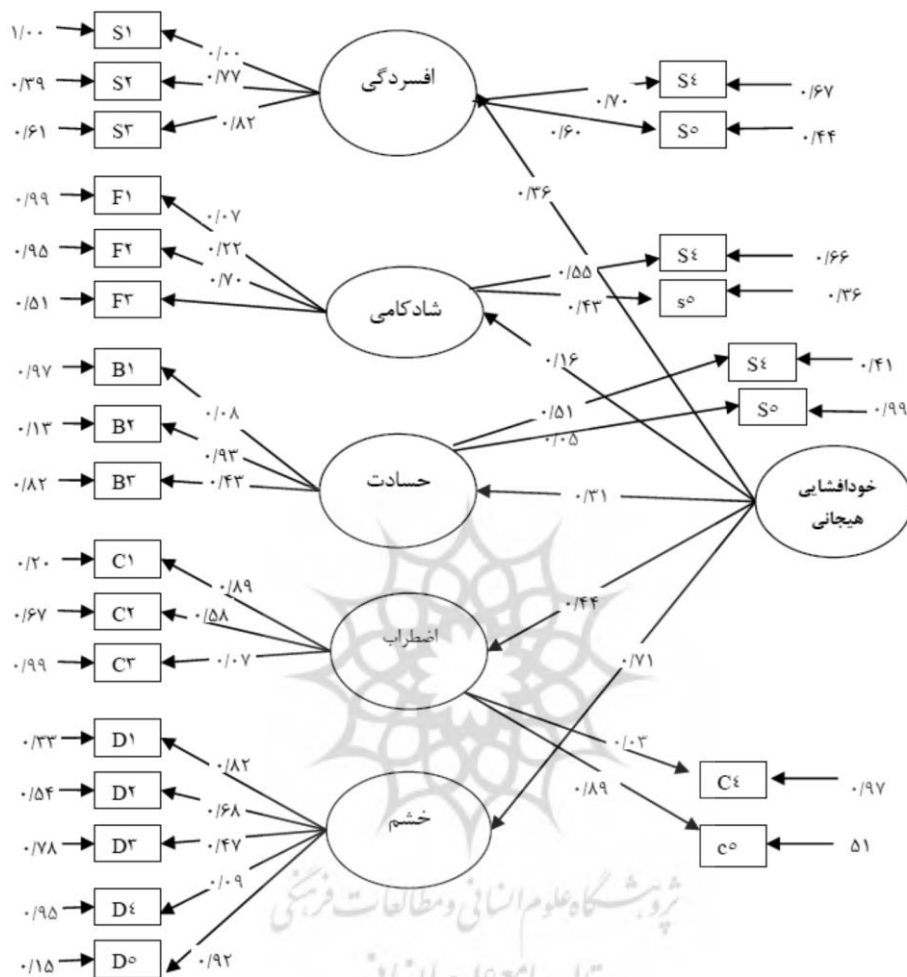 ۱/۰۰ S۱ ۰/۰۰
۰/۳۹ S۲ ۰/۷۷
۰/۶۱ S۳ ۰/۸۲
افسردگی
۰/۷۰ S٤ ۰/۶۷
۰/۶۰ S٥ ۰/۴۴
۰/۳۶
۰/۹۹ F۱ ۰/۰۷
۰/۹۵ F۲ ۰/۲۲
۰/۵۱ F۳ ۰/۷۰
شادکامی
۰/۵۵ S٤ ۰/۶۶
۰/۴۳ s٥ ۰/۳۶
۰/۱۶
۰/۹۷ B۱ ۰/۰۸
۰/۱۳ B۲ ۰/۹۳
۰/۸۲ B۳ ۰/۴۳
حسادت
۰/۵۱ S٤ ۰/۴۱
۰/۰۵ S٥ ۰/۹۹
۰/۳۱
خودافشایی
هیجانی
۰/۲۰ C۱ ۰/۸۹
۰/۶۷ C۲ ۰/۵۸
۰/۹۹ C۳ ۰/۰۷
اضطراب
۰/۴۴
۰/۷۱
۰/۰۳ C٤ ۰/۹۷
۰/۸۹ c٥ ۵۱
۰/۳۳ D۱ ۰/۸۲
۰/۵۴ D۲ ۰/۶۸
۰/۷۸ D۳ ۰/۴۷
۰/۹۵ D٤ ۰/۰۹
۰/۱۵ D٥ ۰/۹۲
خشم
پژوهشگاه علوم انسانی و مطالعات فرهنگی